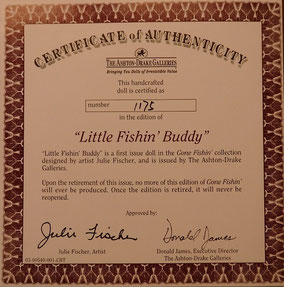 CERTIFICATE of AUTHENTICITY
THE ASHTON-DRAKE GALLERIES
Bringing You Dolls of Irresistible Value
This handcrafted
doll is certified as
number 1175
in the edition of
"Little Fishin' Buddy"
"Little Fishin' Buddy" is a first issue doll in the Gone Fishin' collection
designed by artist Julie Fischer, and is issued by The Ashton-Drake
Galleries.
Upon the retirement of this issue, no more of this edition of Gone Fishin'
will ever be produced. Once the edition is retired, it will never be
reopened.
Approved by:
Julie Fischer Donald James
Julie Fischer, Artist Donald James, Executive Director
The Ashton-Drake Galleries
03-00540-001-CRT